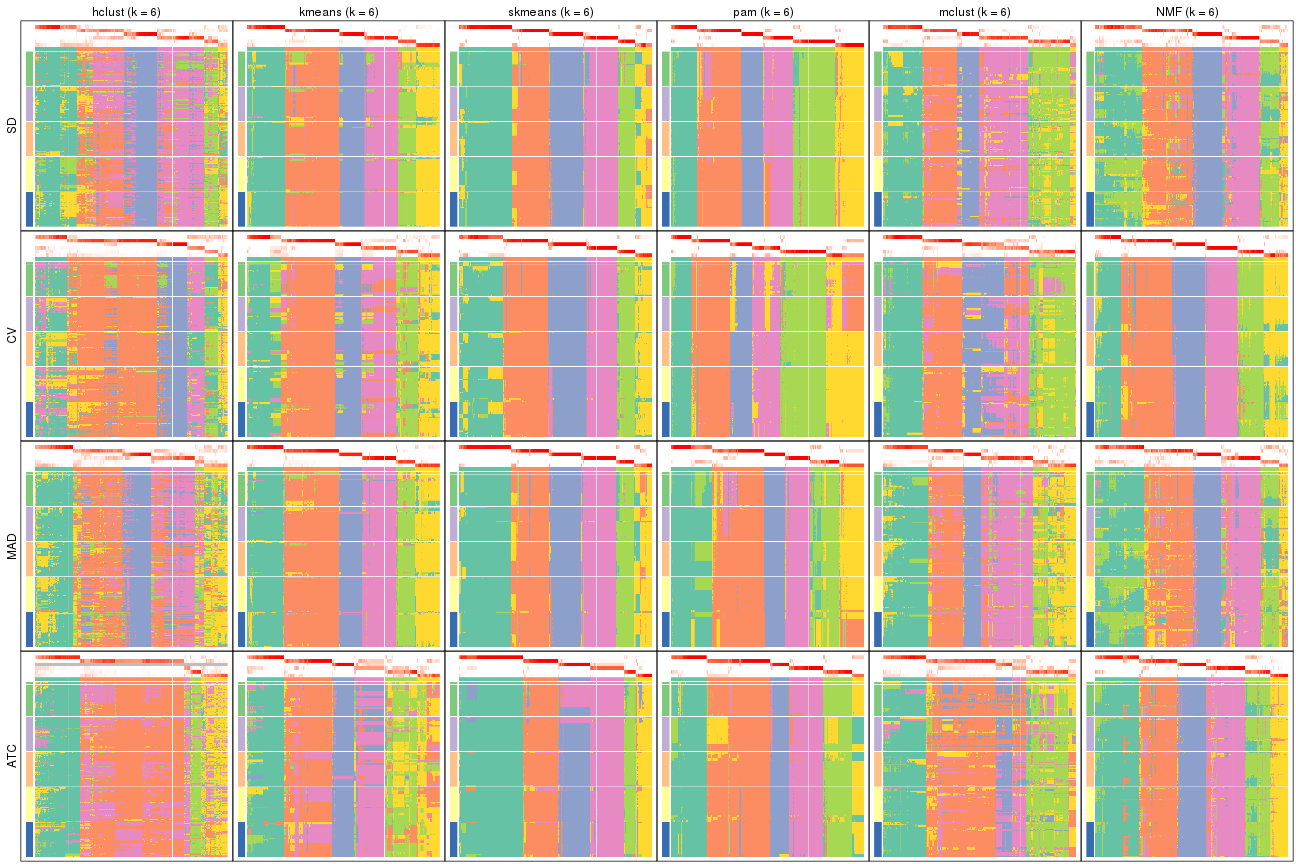 hclust (k = 6)
kmeans (k = 6)
skmeans (k = 6)
pam (k = 6)
mclust (k = 6)
NMF (k = 6)
SD
CV
MAD
ATC